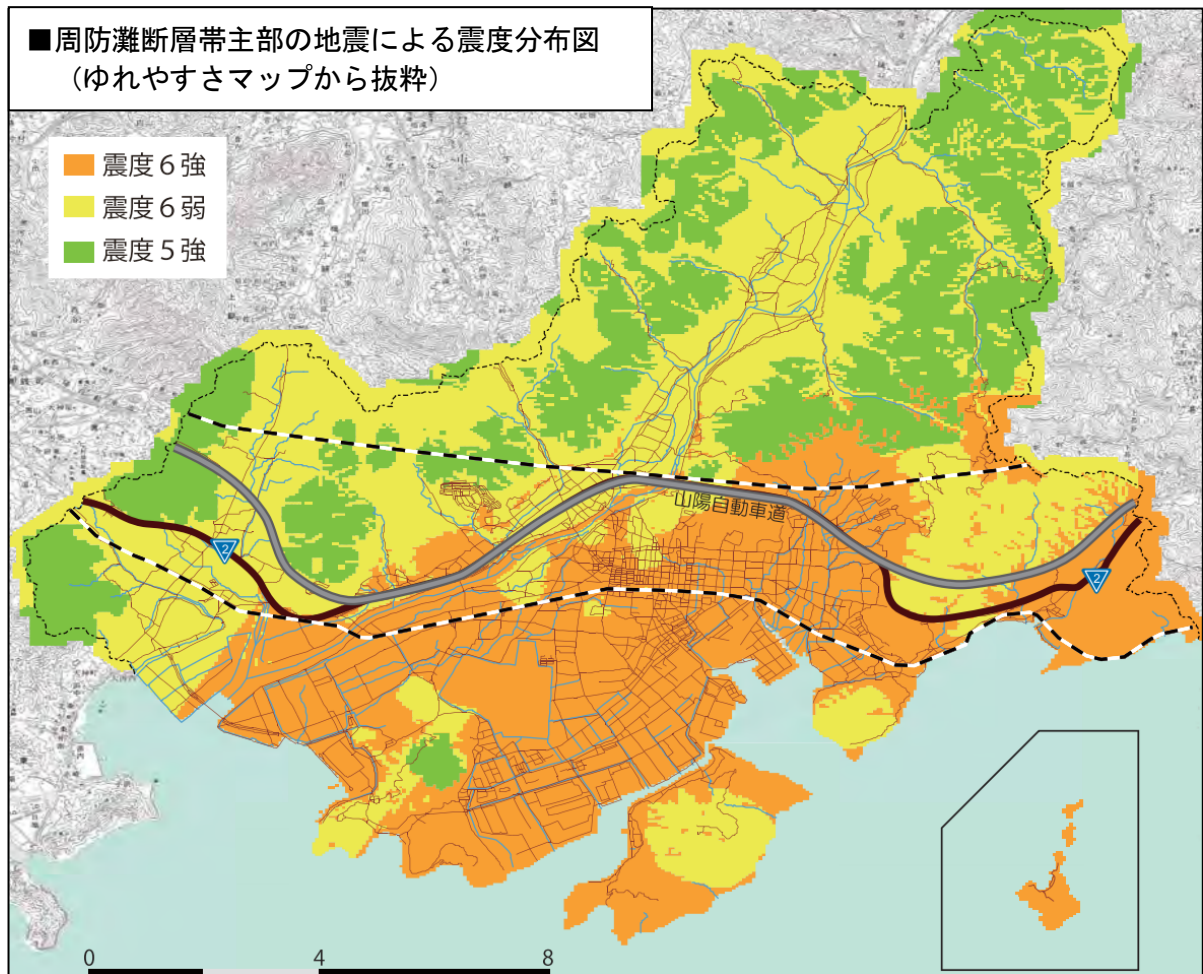 ■周防灘断層帯主部の地震による震度分布図
（ゆれやすさマップから抜粋）
震度６強
震度６弱
震度５強
山陽自動車道
2
2
0
4
8